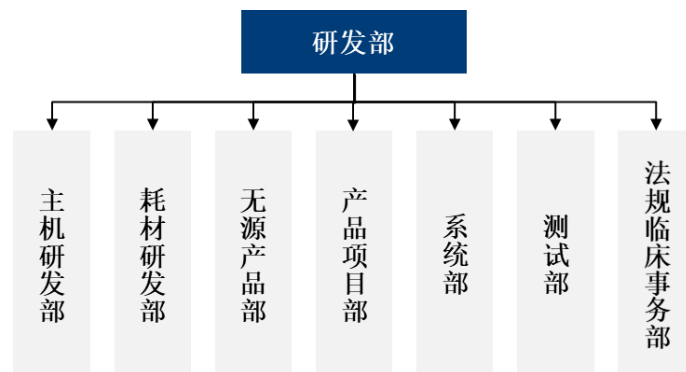 研发部
主机研发部
耗材研发部
无源产品部
产品项目部
系统部
测试部
法规临床事务部